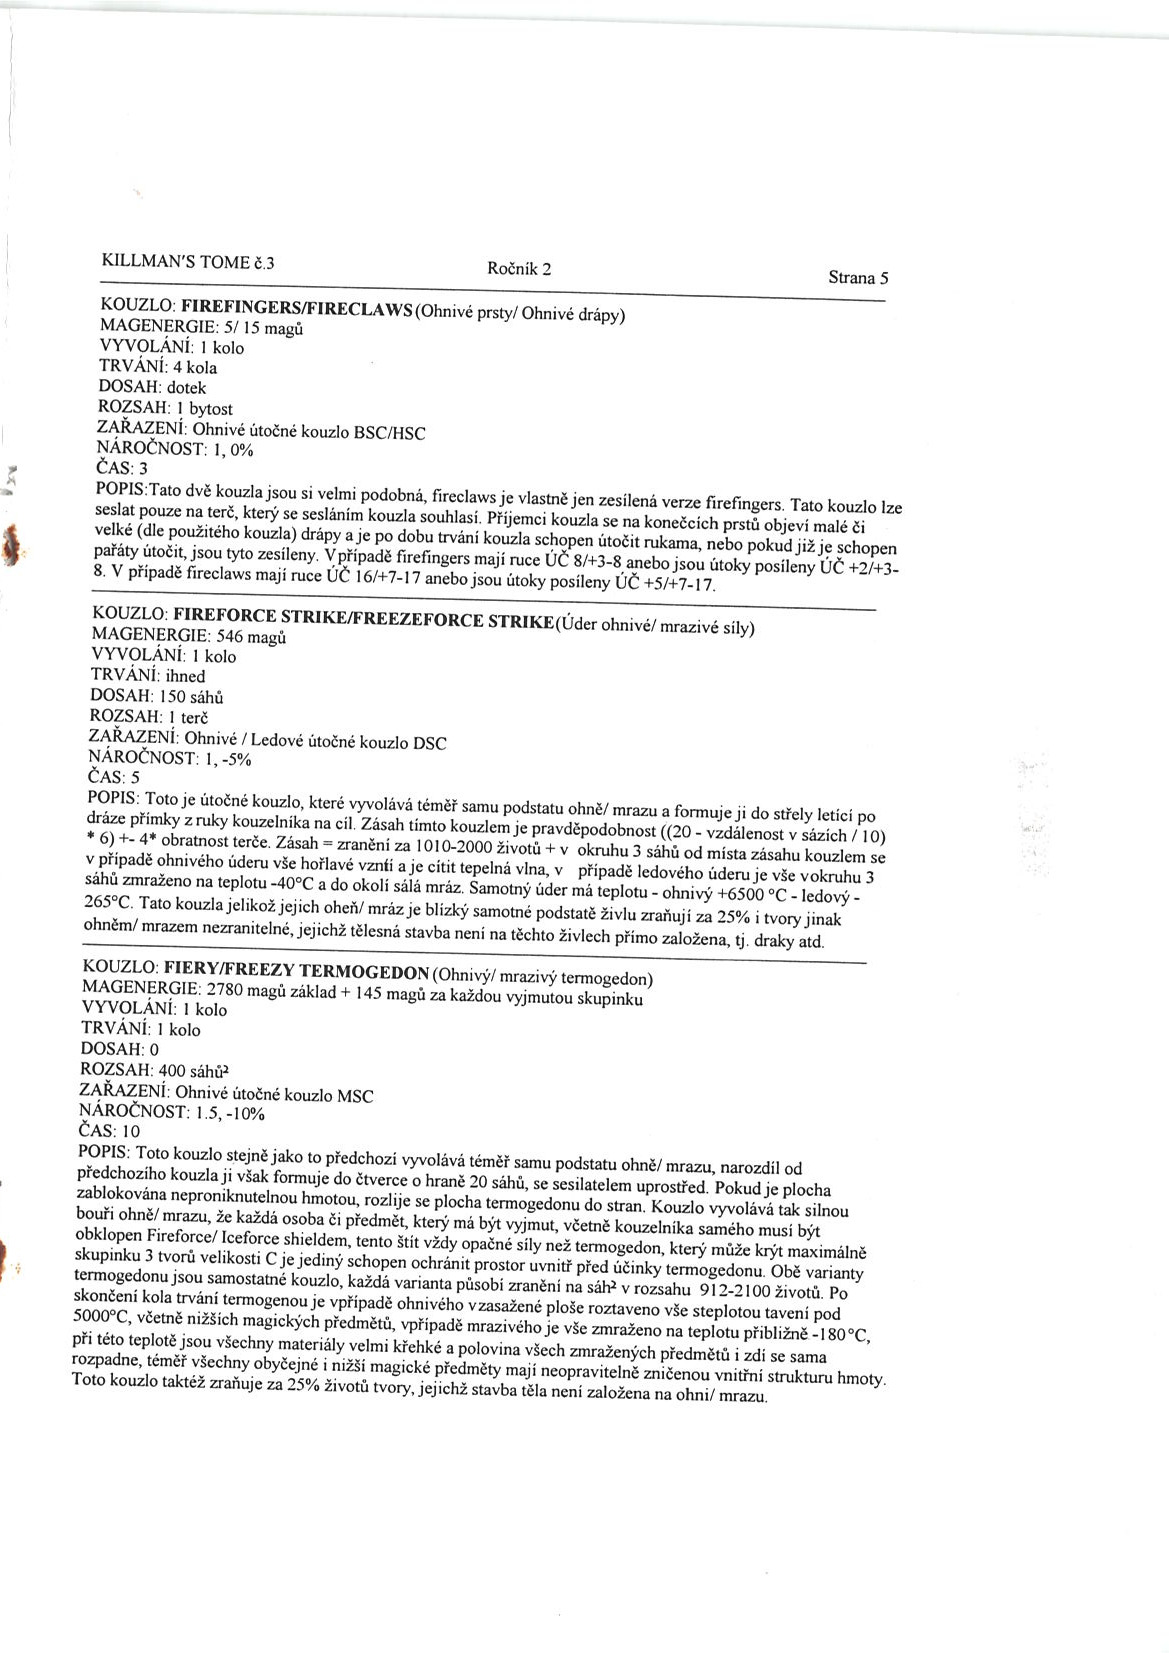 KILLMAN'S TOME č.3 Ročník 2 Strana 5
KOUZLO: FIREFINGERS/FIRECLAWS (Ohnivé prsty/ Ohnivé drápy)
MAGENERGIE: 5/ 15 magů
VYVOLÁNÍ: 1 kolo
TRVÁNÍ: 4 kola
DOSAH: dotek
ROZSAH: 1 bytost
ZAŘAZENÍ: Ohnivé útočné kouzlo BSC/HSC
NÁROČNOST: 1, 0%
ČAS: 3
POPIS:Tato dvě kouzla jsou si velmi podobná, fireclaws je vlastně jen zesílená verze firefingers. Tato kouzlo lze
seslat pouze na terč, který se sesláním kouzla souhlasí. Příjemci kouzla se na konečcích prstů objeví malé či
velké (dle použitého kouzla) drápy a je po dobu trvání kouzla schopen útočit rukama, nebo pokud již je schopen
pařáty útočit, jsou tyto zesíleny. V případě firefingers mají ruce ÚČ 8/+3-8 anebo jsou útoky posíleny ÚČ +2/+3-
8. V případě fireclaws mají ruce ÚČ 16/+7-17 anebo jsou útoky posíleny ÚČ +5/+7-17.
KOUZLO: FIREFORCE STRIKE/FREEZEFORCE STRIKE (Úder ohnivé/ mrazivé síly)
MAGENERGIE: 546 magů
VYVOLÁNÍ: 1 kolo
TRVÁNÍ: ihned
DOSAH: 150 sáhů
ROZSAH: 1 terč
ZAŘAZENÍ: Ohnivé / Ledové útočné kouzlo DSC
NÁROČNOST: 1, -5%
ČAS: 5
POPIS: Toto je útočné kouzlo, které vyvolává téměř samu podstatu ohně/ mrazu a formuje ji do střely letící po
dráze přímky z ruky kouzelníka na cíl. Zásah tímto kouzlem je pravděpodobnost ((20 - vzdálenost v sázích / 10)
* 6) +- 4* obratnost terče. Zásah = zranění za 1010-2000 životů + v okruhu 3 sáhů od místa zásahu kouzlem se
v případě ohnivého úderu vše hořlavé vzntí a je cítit tepelná vlna, v případě ledového úderu je vše vokruhu 3
sáhů zmraženo na teplotu -40°C a do okolí sálá mráz. Samotný úder má teplotu - ohnivý +6500 °C - ledový -
265°C. Tato kouzla jelikož jejich oheň/ mráz je blízký samotné podstatě živlu zraňují za 25% i tvory jinak
ohněm/ mrazem nezranitelné, jejichž tělesná stavba není na těchto živlech přímo založena, tj. draky atd.
KOUZLO: FIERY/FREEZY TERMOGEDON (Ohnivý/ mrazivý termogedon)
MAGENERGIE: 2780 magů základ + 145 magů za každou vyjmutou skupinku
VYVOLÁNÍ: 1 kolo
TRVÁNÍ: 1 kolo
DOSAH: 0
ROZSAH: 400 sáhů²
ZAŘAZENÍ: Ohnivé útočné kouzlo MSC
NÁROČNOST: 1.5, -10%
ČAS: 10
POPIS: Toto kouzlo stejně jako to předchozí vyvolává téměř samu podstatu ohně/ mrazu, narozdíl od
předchozího kouzla ji však formuje do čtverce o hraně 20 sáhů, se sesilatelem uprostřed. Pokud je plocha
zablokována neproniknutelnou hmotou, rozlije se plocha termogedonu do stran. Kouzlo vyvolává tak silnou
bouři ohně/ mrazu, že každá osoba či předmět, který má být vyjmut, včetně kouzelníka samého musí být
obklopen Fireforce/ Iceforce shieldem, tento štít vždy opačné síly než termogedon, který může krýt maximálně
skupinku 3 tvorů velikosti C je jediný schopen ochránit prostor uvnitř před účinky termogedonu. Obě varianty
termogedonu jsou samostatné kouzlo, každá varianta působí zranění na sáh² v rozsahu 912-2100 životů. Po
skončení kola trvání termogenou je vpřípadě ohnivého vzasažené ploše roztaveno vše steplotou tavení pod
5000°C, včetně nižších magických předmětů, vpřípadě mrazivého je vše zmraženo na teplotu přibližně -180°C,
při této teplotě jsou všechny materiály velmi křehké a polovina všech zmražených předmětů i zdí se sama
rozpadne, téměř všechny obyčejné i nižší magické předměty mají neopravitelně zničenou vnitřní strukturu hmoty.
Toto kouzlo taktéž zraňuje za 25% životů tvory, jejichž stavba těla není založena na ohni/ mrazu.